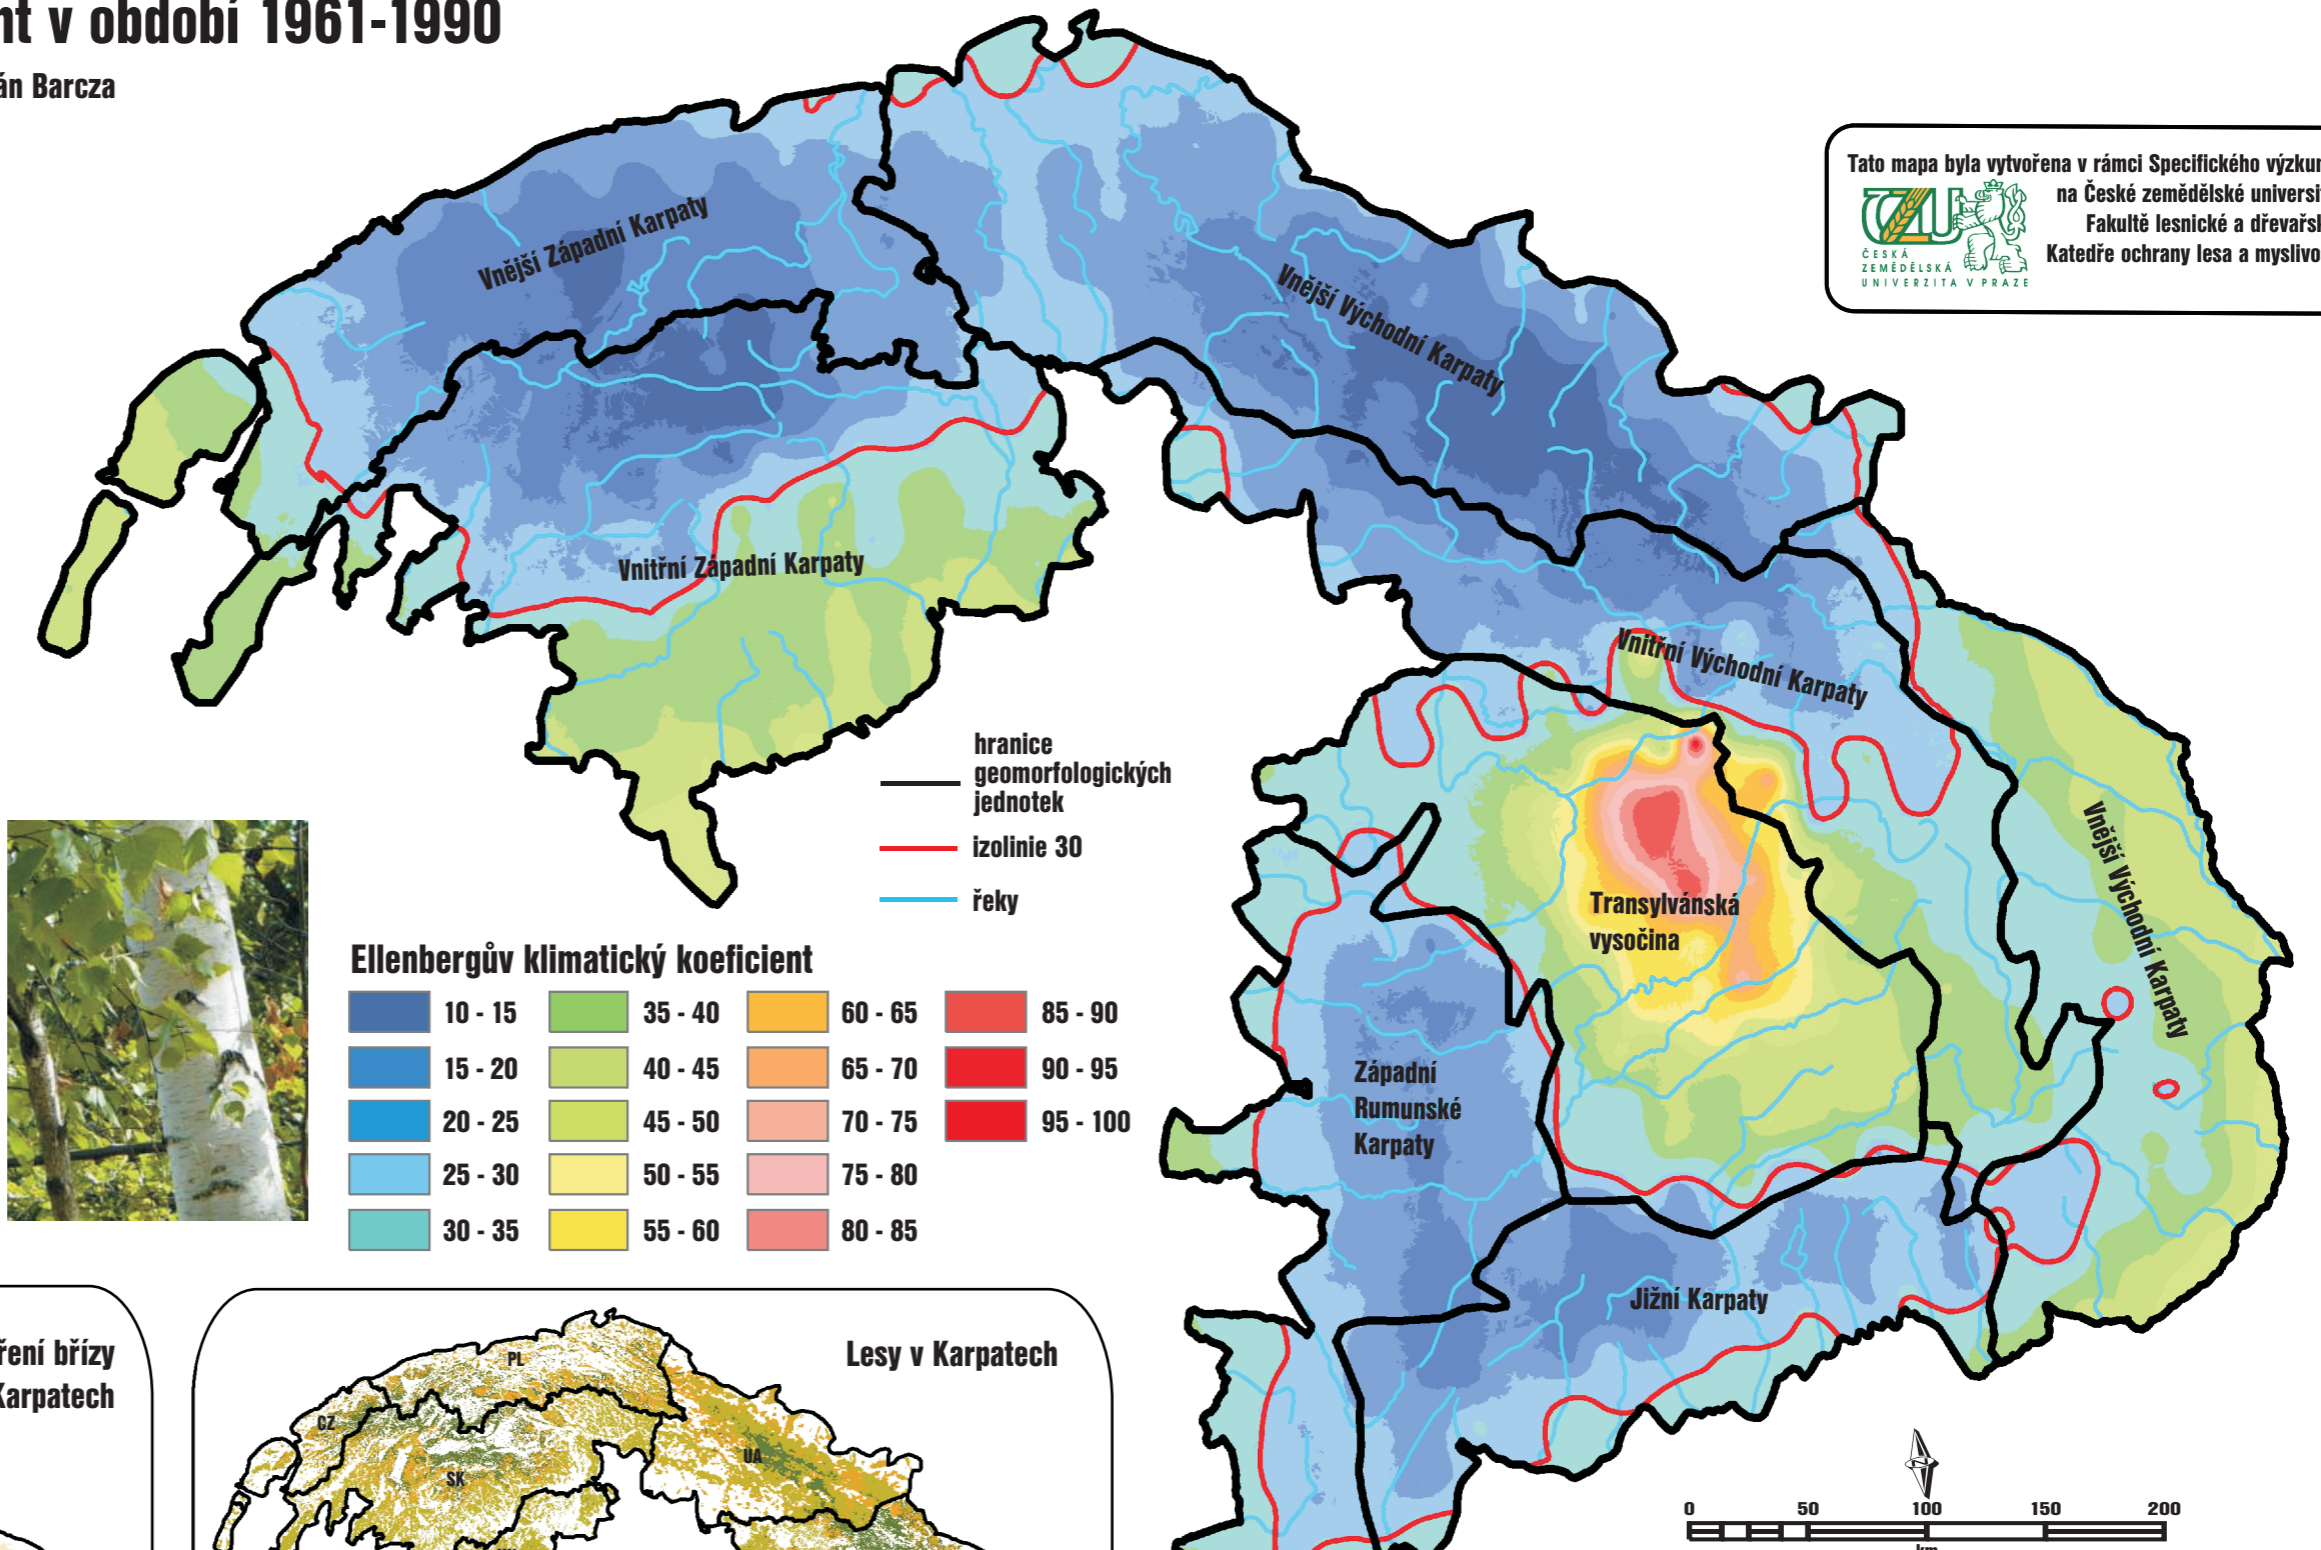 v období 1961-1990
án Barcza
Tato mapa byla vytvořena v rámci Specifického
na České zemědělské
Fakultě lesnické a
Katedře ochrany lesa a
ČZU
ČESKÁ
ZEMĚDĚLSKÁ
UNIVERZITA V PRAZE
Vnější Západní Karpaty
Vnější Východní Karpaty
Vnitřní Západní Karpaty
Vnitřní Východní Karpaty
Vnější Východní Karpaty
Transylvánská
vysočina
Západní
Rumunské
Karpaty
Jižní Karpaty
hranice
geomorfologických
jednotek
izolinie 30
řeky
Ellenbergův klimatický koeficient
10 - 15
15 - 20
20 - 25
25 - 30
30 - 35
35 - 40
40 - 45
45 - 50
50 - 55
55 - 60
60 - 65
65 - 70
70 - 75
75 - 80
80 - 85
85 - 90
90 - 95
95 - 100
ření břízy
Karpatech
Lesy v Karpatech
PL
CZ
SK
UA
N
0 50 100 150 200
km